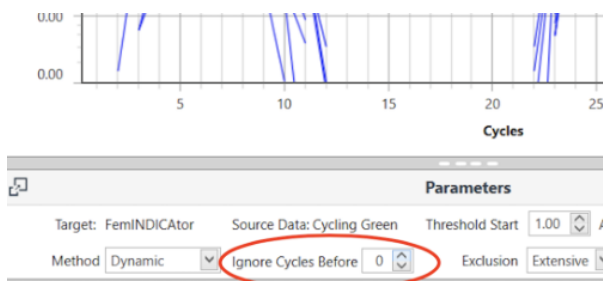 0.00
0.00
5 10 15 20 25
Cycles
Parameters
Target: FemINDICAtor Source Data: Cycling Green Threshold Start 1.00
Method Dynamic Ignore Cycles Before 0 Exclusion Extensive